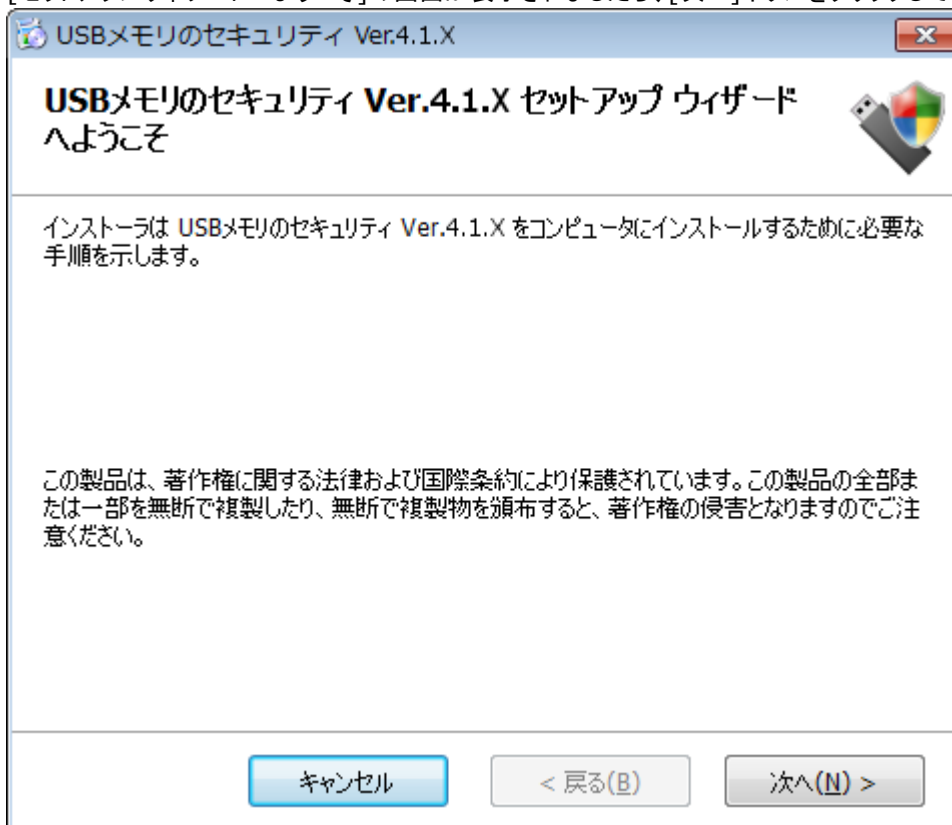 USBメモリのセキュリティ Ver.4.1.X
USBメモリのセキュリティ Ver.4.1.X セットアップ ウィザード
へようこそ
インストーラは USBメモリのセキュリティ Ver.4.1.X をコンピュータにインストールするために必要な
手順を示します。
この製品は、著作権に関する法律および国際条約により保護されています。この製品の全部ま
たは一部を無断で複製したり、無断で複製物を頒布すると、著作権の侵害となりますのでご注
意ください。
キャンセル
< 戻る(B)
次へ(N) >